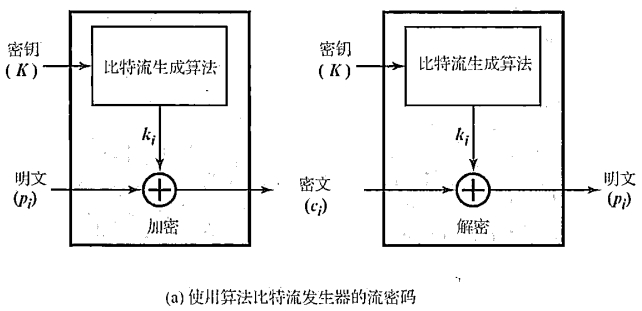 密钥
(K)
比特流生成算法
k_i
明文
(p_i)
加密
密钥
(K)
比特流生成算法
k_i
密文
(c_i)
解密
明文
(p_i)
(a) 使用算法比特流发生器的流密码